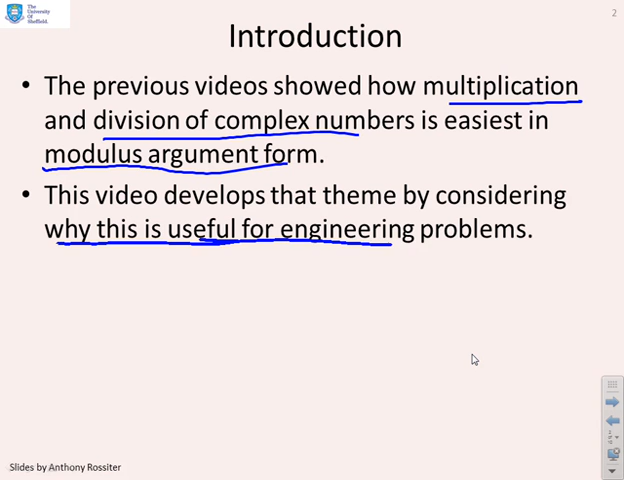 The
University
Of
Sheffield.
2
Introduction
• The previous videos showed how multiplication
and division of complex numbers is easiest in
modulus argument form.
• This video develops that theme by considering
why this is useful for engineering problems.
Slides by Anthony Rossiter